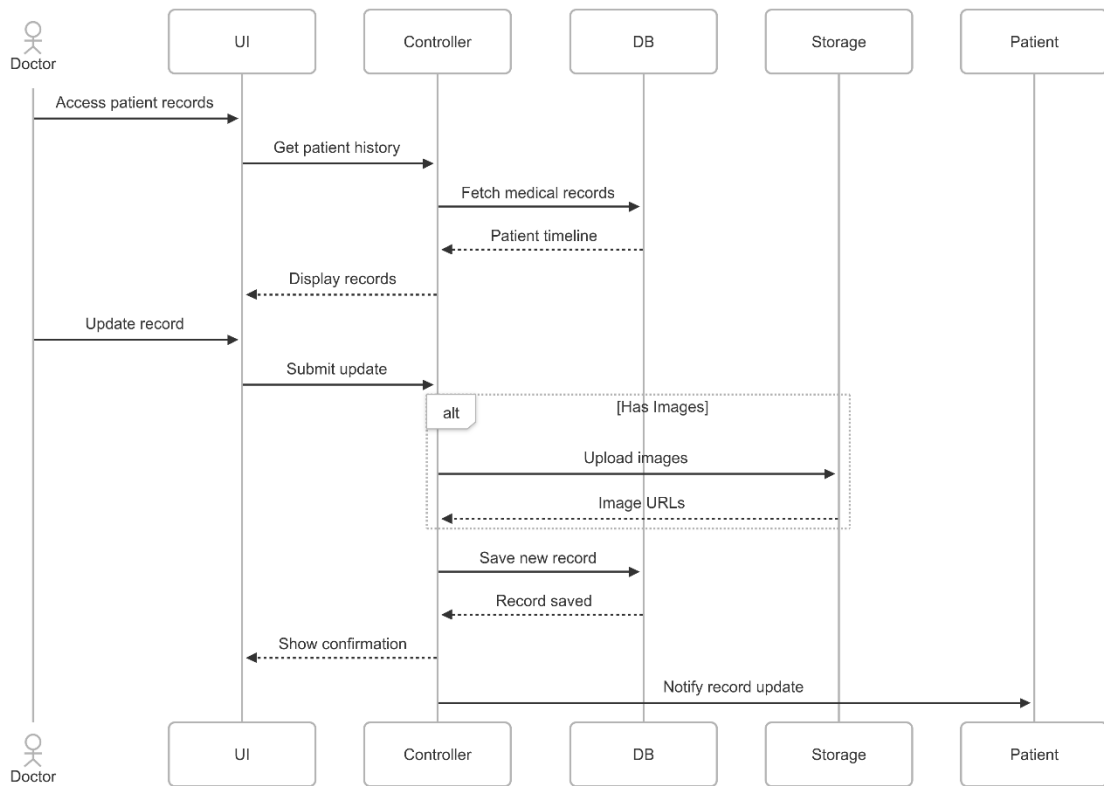 Doctor
UI
Controller
DB
Storage
Patient
Access patient records
Get patient history
Fetch medical records
Patient timeline
Display records
Update record
Submit update
alt
[Has Images]
Upload images
Image URLs
Save new record
Record saved
Show confirmation
Notify record update
Doctor
UI
Controller
DB
Storage
Patient